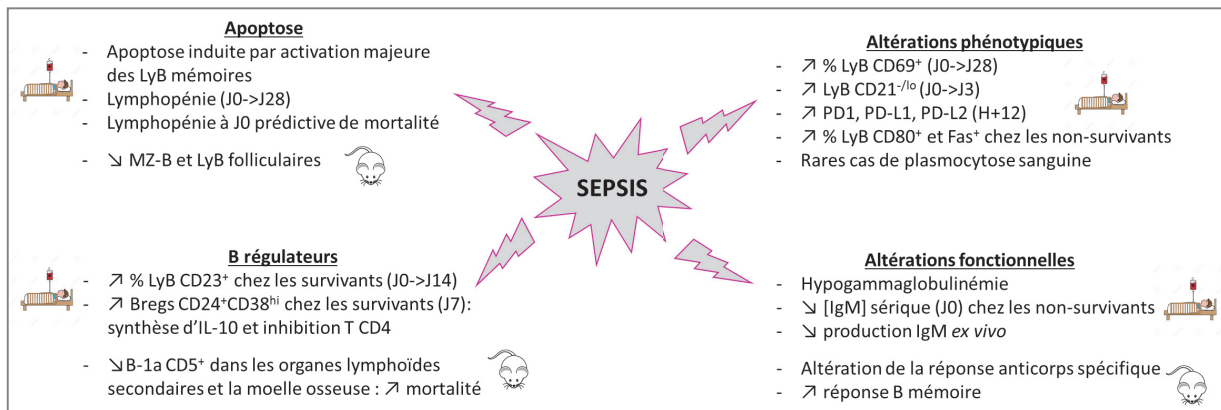 Apoptose
- Apoptose induite par activation majeure
des LyB mémoires
- Lymphopénie (J0->J28)
- Lymphopénie à J0 prédictive de mortalité
- ↘ MZ-B et LyB folliculaires
Altérations phénotypiques
- ↗ % LyB CD69⁺ (J0->J28)
- ↗ LyB CD21⁻/ˡᵒ (J0->J3)
- ↗ PD1, PD-L1, PD-L2 (H+12)
- ↗ % LyB CD80⁺ et Fas⁺ chez les non-survivants
- Rares cas de plasmocytose sanguine
SEPSIS
B régulateurs
- ↗ % LyB CD23⁺ chez les survivants (J0->J14)
- ↗ Bregs CD24⁺CD38ʰⁱ chez les survivants (J7):
synthèse d’IL-10 et inhibition T CD4
- ↘ B-1a CD5⁺ dans les organes lymphoïdes
secondaires et la moelle osseuse : ↗ mortalité
Altérations fonctionnelles
- Hypogammaglobulinémie
- ↘ [IgM] sérique (J0) chez les non-survivants
- ↘ production IgM ex vivo
- Altération de la réponse anticorps spécifique
- ↗ réponse B mémoire